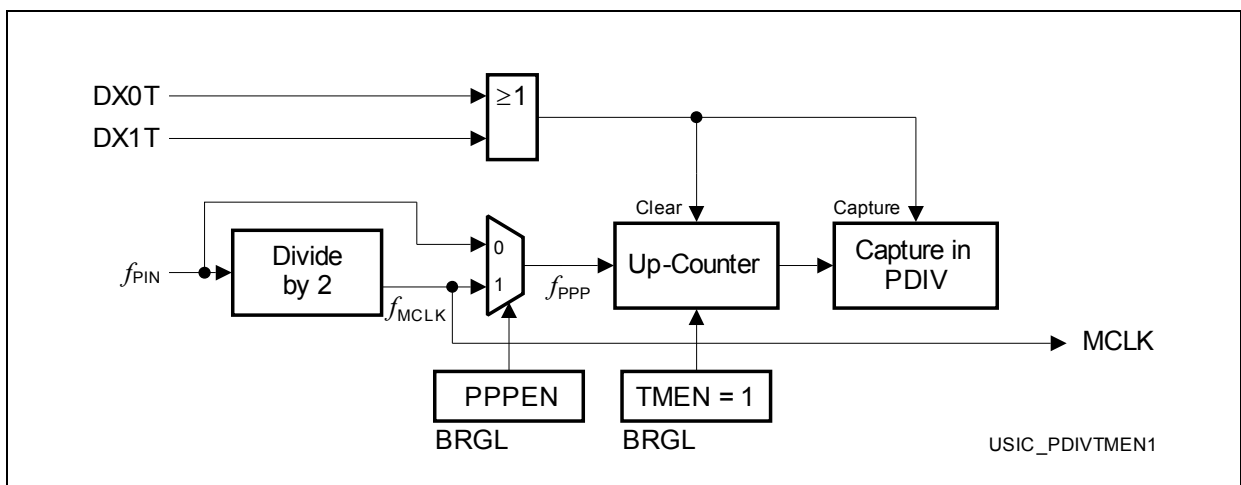 DX0T
≥1
DX1T
Clear
Capture
0
Divide
by 2
Up-Counter
Capture in
PDIV
fPIN
1
fPPP
fMCLK
MCLK
PPPEN
TMEN = 1
BRGL
BRGL
USIC_PDIVTMEN1